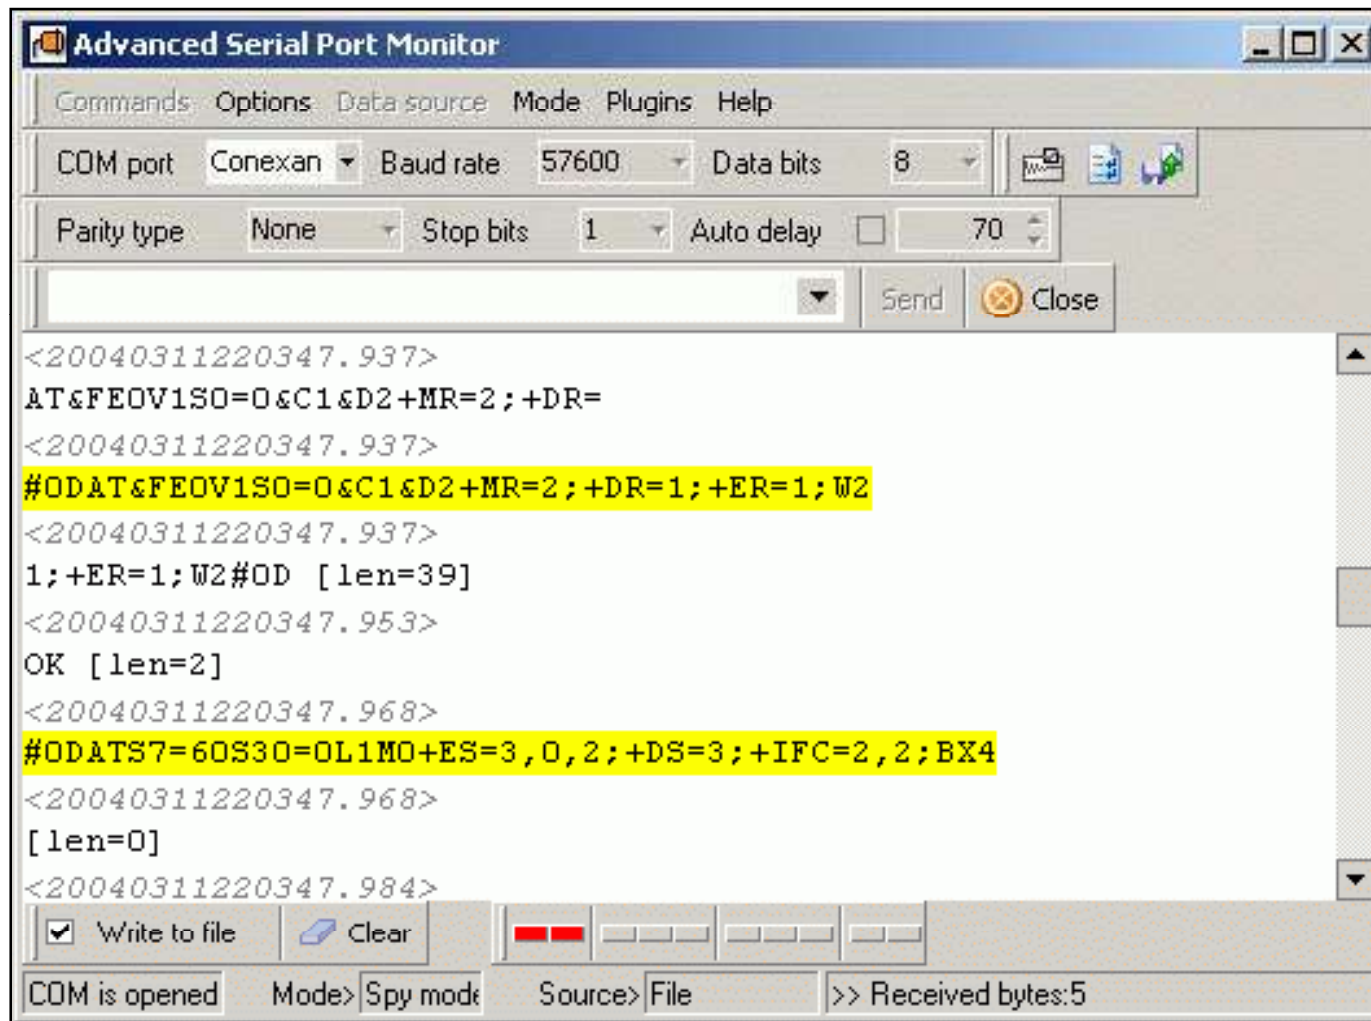 Advanced Serial Port Monitor
Commands Options Data source Mode Plugins Help
COM port Conexan Baud rate 57600 Data bits 8
Parity type None Stop bits 1 Auto delay 70
Send Close
<20040311220347.937>
AT&FE0V1S0=0&C1&D2+MR=2;+DR=
<20040311220347.937>
#0DAT&FE0V1S0=0&C1&D2+MR=2;+DR=1;+ER=1;W2
<20040311220347.937>
1;+ER=1;W2#0D [len=39]
<20040311220347.953>
OK [len=2]
<20040311220347.968>
#0DATS7=60S30=0L1M0+ES=3,0,2;+DS=3;+IFC=2,2;BX4
<20040311220347.968>
[len=0]
<20040311220347.984>
Write to file Clear
COM is opened Mode> Spy mode Source> File >> Received bytes:5